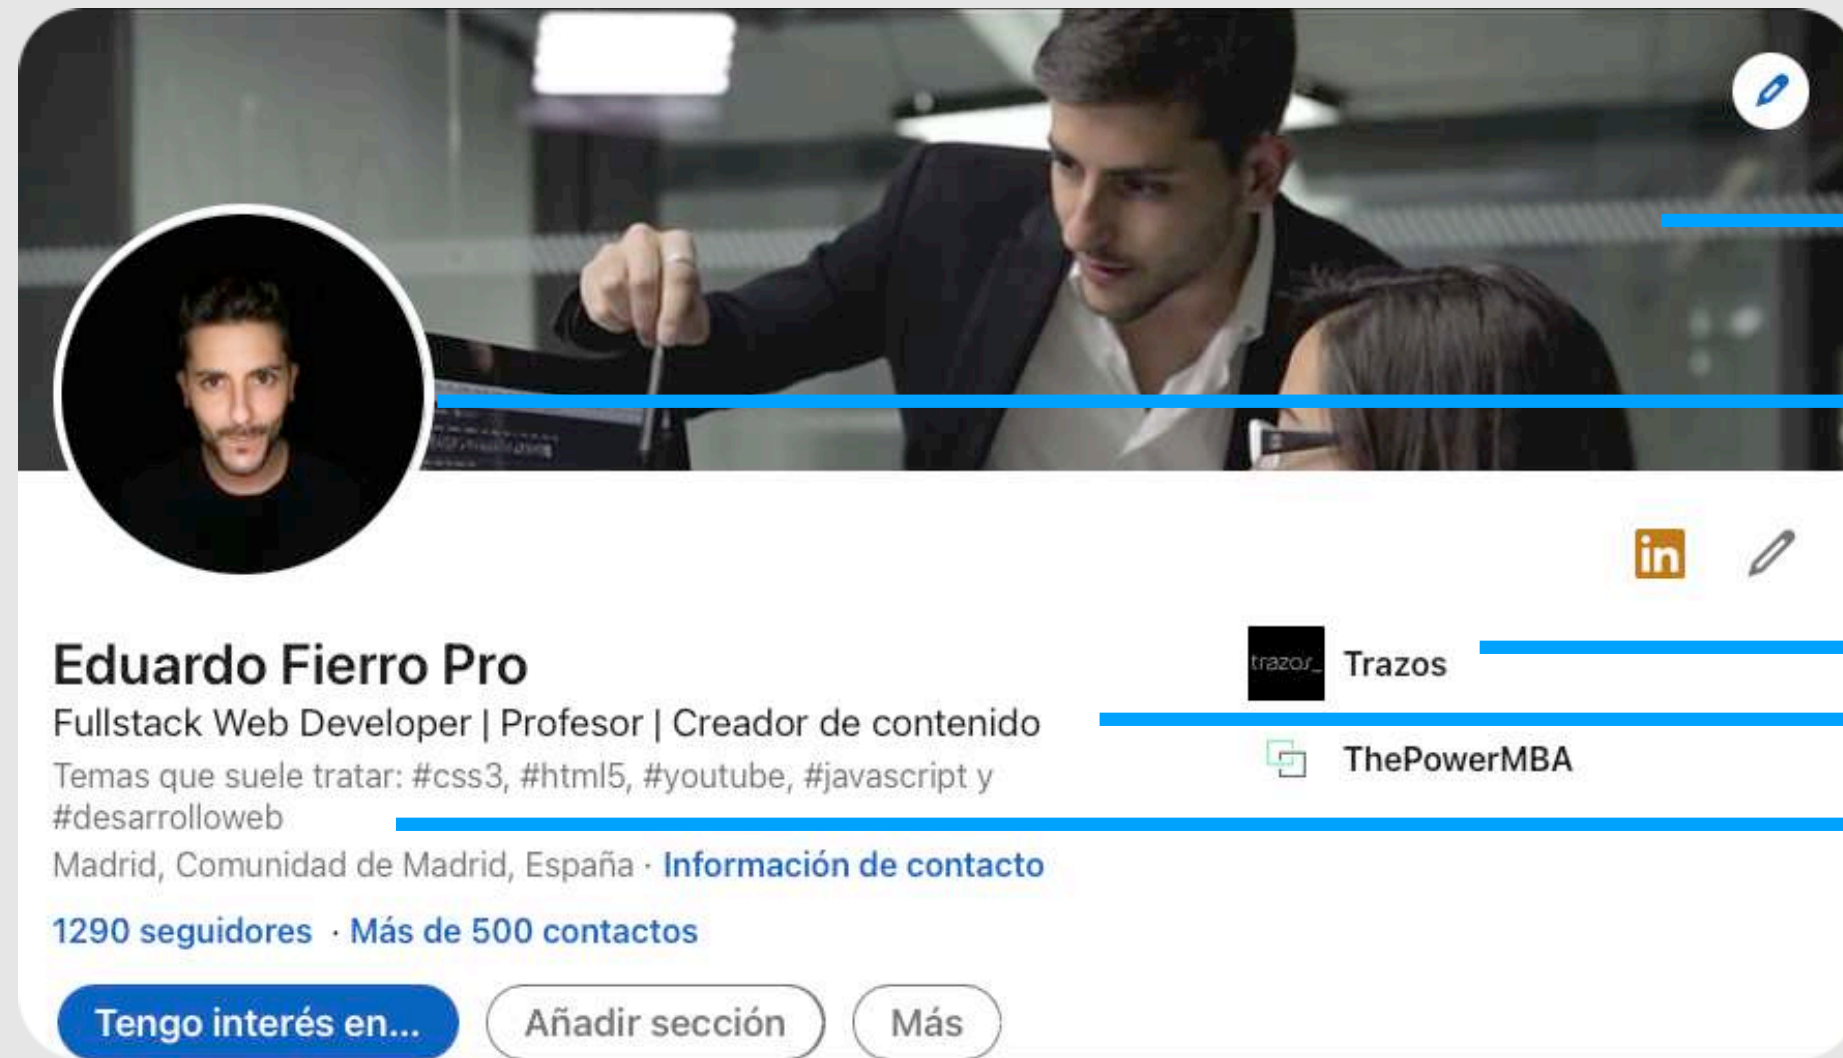 in
Eduardo Fierro Pro
Fullstack Web Developer | Profesor | Creador de contenido
Temas que suele tratar: #css3, #html5, #youtube, #javascript y
#desarrolloweb
Madrid, Comunidad de Madrid, España · Información de contacto
1290 seguidores · Más de 500 contactos
trazos_ Trazos
ThePowerMBA
Tengo interés en...
Añadir sección
Más